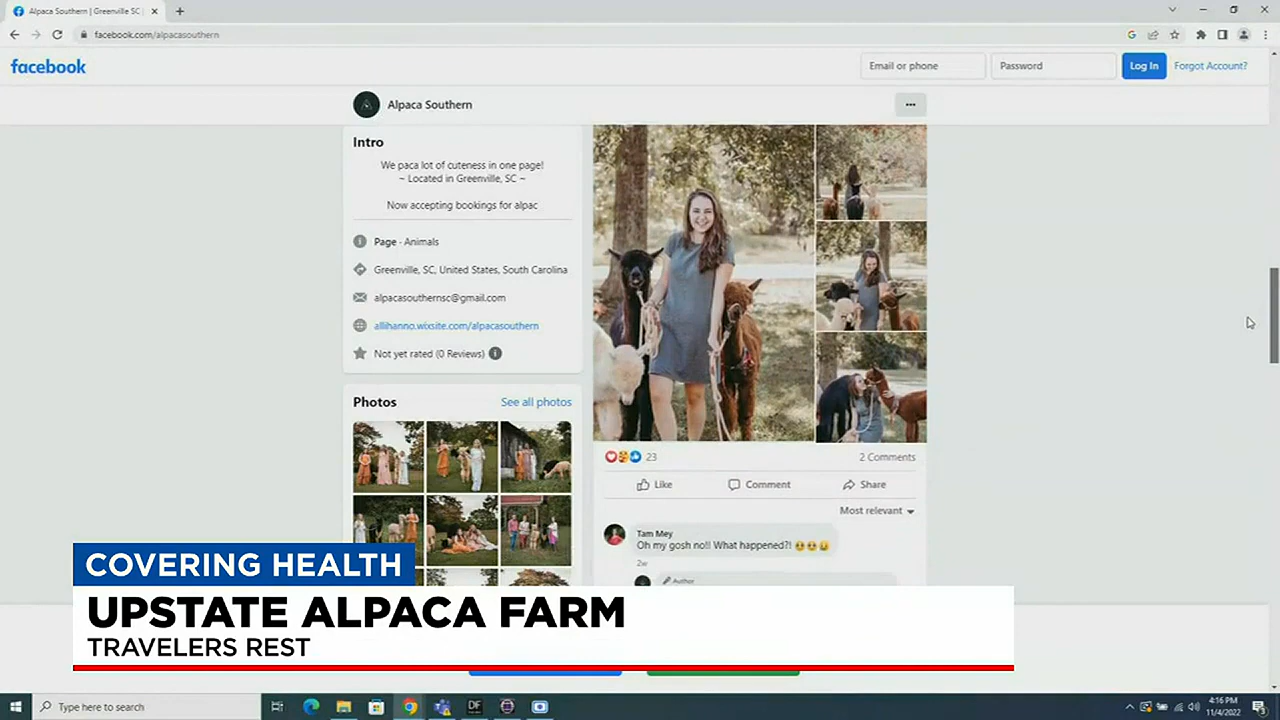 Alpaca Southern | Greenville SC |
facebook.com/alpacasouthern
facebook
Email or phone
Password
Log In
Forgot Account?
Alpaca Southern
Intro
We paca lot of cuteness in one page!
~ Located in Greenville, SC ~
Now accepting bookings for alpac
Page · Animals
Greenville, SC, United States, South Carolina
alpacasouthernsc@gmail.com
allihanno.wixsite.com/alpacasouthern
Not yet rated (0 Reviews)
Photos
See all photos
23
2 Comments
Like
Comment
Share
Most relevant
Tam Mey
Oh my gosh no!! What happened?!
2w
Author
COVERING HEALTH
UPSTATE ALPACA FARM
TRAVELERS REST
Type here to search
DF
4:16 PM
11/4/2022